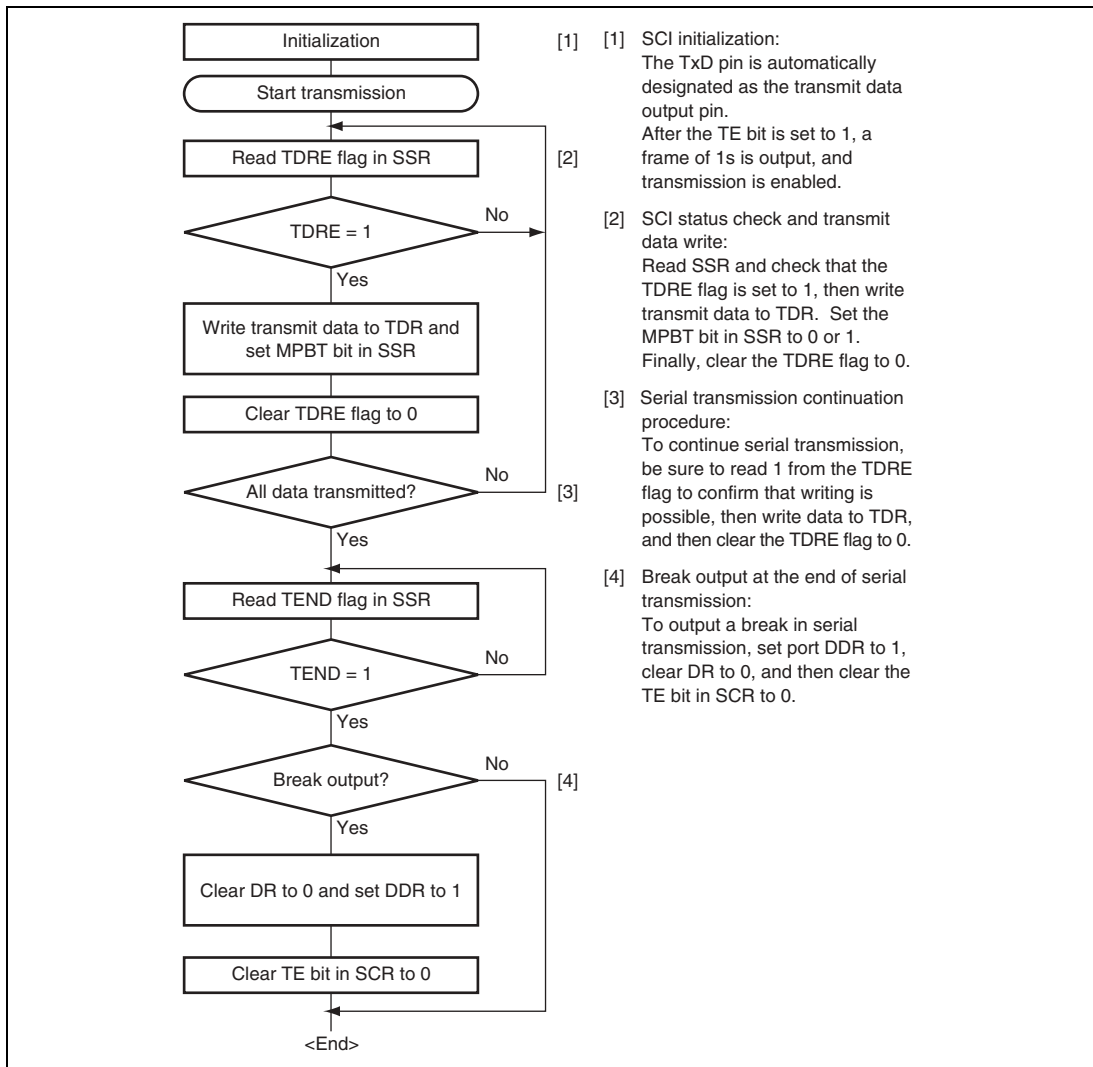 Initialization
[1]
Start transmission
Read TDRE flag in SSR
[2]
TDRE = 1
No
Yes
Write transmit data to TDR and
set MPBT bit in SSR
Clear TDRE flag to 0
All data transmitted?
No
[3]
Yes
Read TEND flag in SSR
TEND = 1
No
Yes
Break output?
No
[4]
Yes
Clear DR to 0 and set DDR to 1
Clear TE bit in SCR to 0
<End>
[1] SCI initialization:
The TxD pin is automatically
designated as the transmit data
output pin.
After the TE bit is set to 1, a
frame of 1s is output, and
transmission is enabled.
[2] SCI status check and transmit
data write:
Read SSR and check that the
TDRE flag is set to 1, then write
transmit data to TDR. Set the
MPBT bit in SSR to 0 or 1.
Finally, clear the TDRE flag to 0.
[3] Serial transmission continuation
procedure:
To continue serial transmission,
be sure to read 1 from the TDRE
flag to confirm that writing is
possible, then write data to TDR,
and then clear the TDRE flag to 0.
[4] Break output at the end of serial
transmission:
To output a break in serial
transmission, set port DDR to 1,
clear DR to 0, and then clear the
TE bit in SCR to 0.